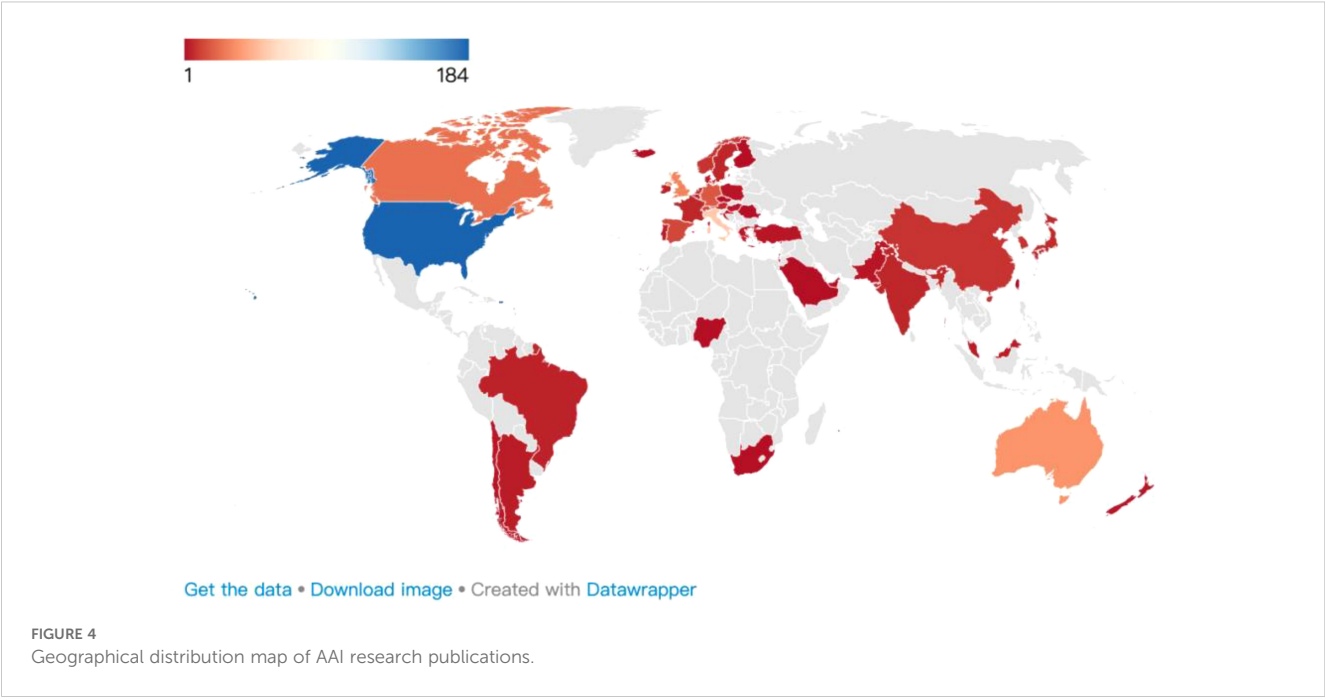 1 184
Get the data • Download image • Created with Datawrapper
FIGURE 4
Geographical distribution map of AAI research publications.